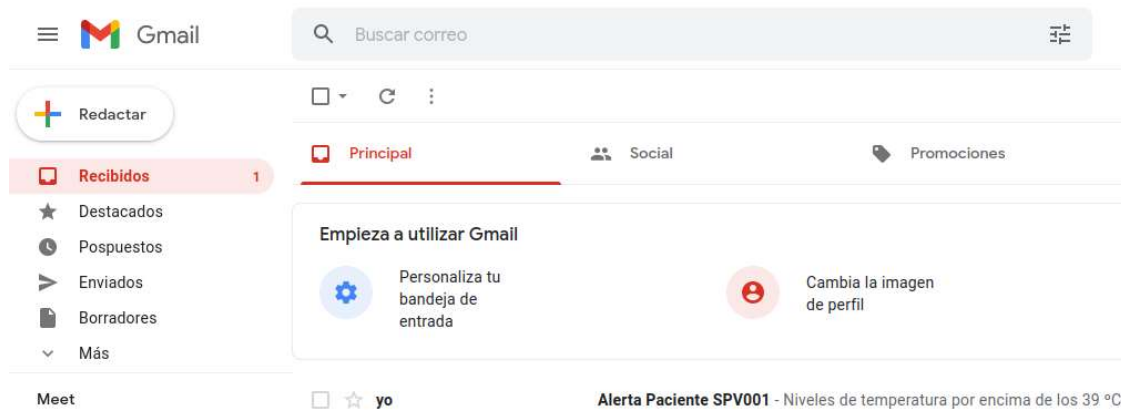 Gmail
Buscar correo
Redactar
Principal
Social
Promociones
Recibidos 1
Destacados
Pospuestos
Enviados
Borradores
Más
Meet
Empieza a utilizar Gmail
Personaliza tu
bandeja de
entrada
Cambia la imagen
de perfil
yo Alerta Paciente SPV001 - Niveles de temperatura por encima de los 39 ºC